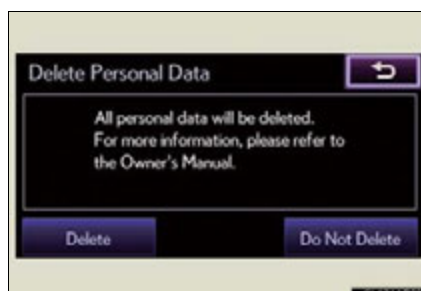 Delete Personal Data
All personal data will be deleted.
For more information, please refer to
the Owner's Manual.
Delete
Do Not Delete